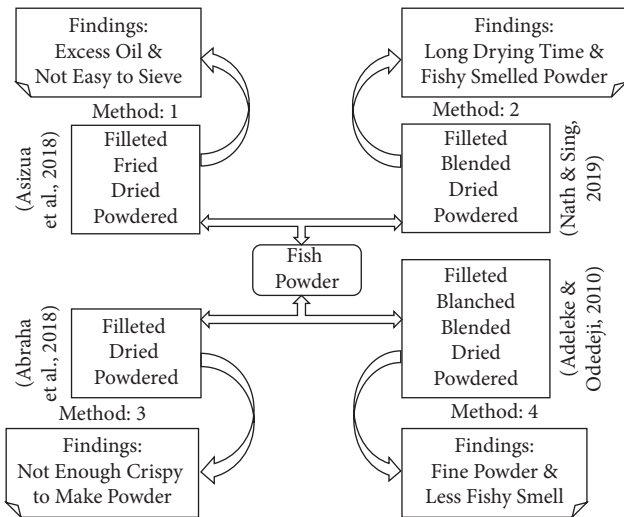 Findings:
Excess Oil &
Not Easy to Sieve
Method: 1
(Asizua
et al., 2018)
Filleted
Fried
Dried
Powdered
Findings:
Long Drying Time &
Fishy Smelled Powder
Method: 2
Filleted
Blended
Dried
Powdered
(Nath & Sing,
2019)
Fish
Powder
(Abraha
et al., 2018)
Filleted
Dried
Powdered
Method: 3
Findings:
Not Enough Crispy
to Make Powder
Filleted
Blanched
Blended
Dried
Powdered
(Adeleke &
Odedeji, 2010)
Method: 4
Findings:
Fine Powder &
Less Fishy Smell